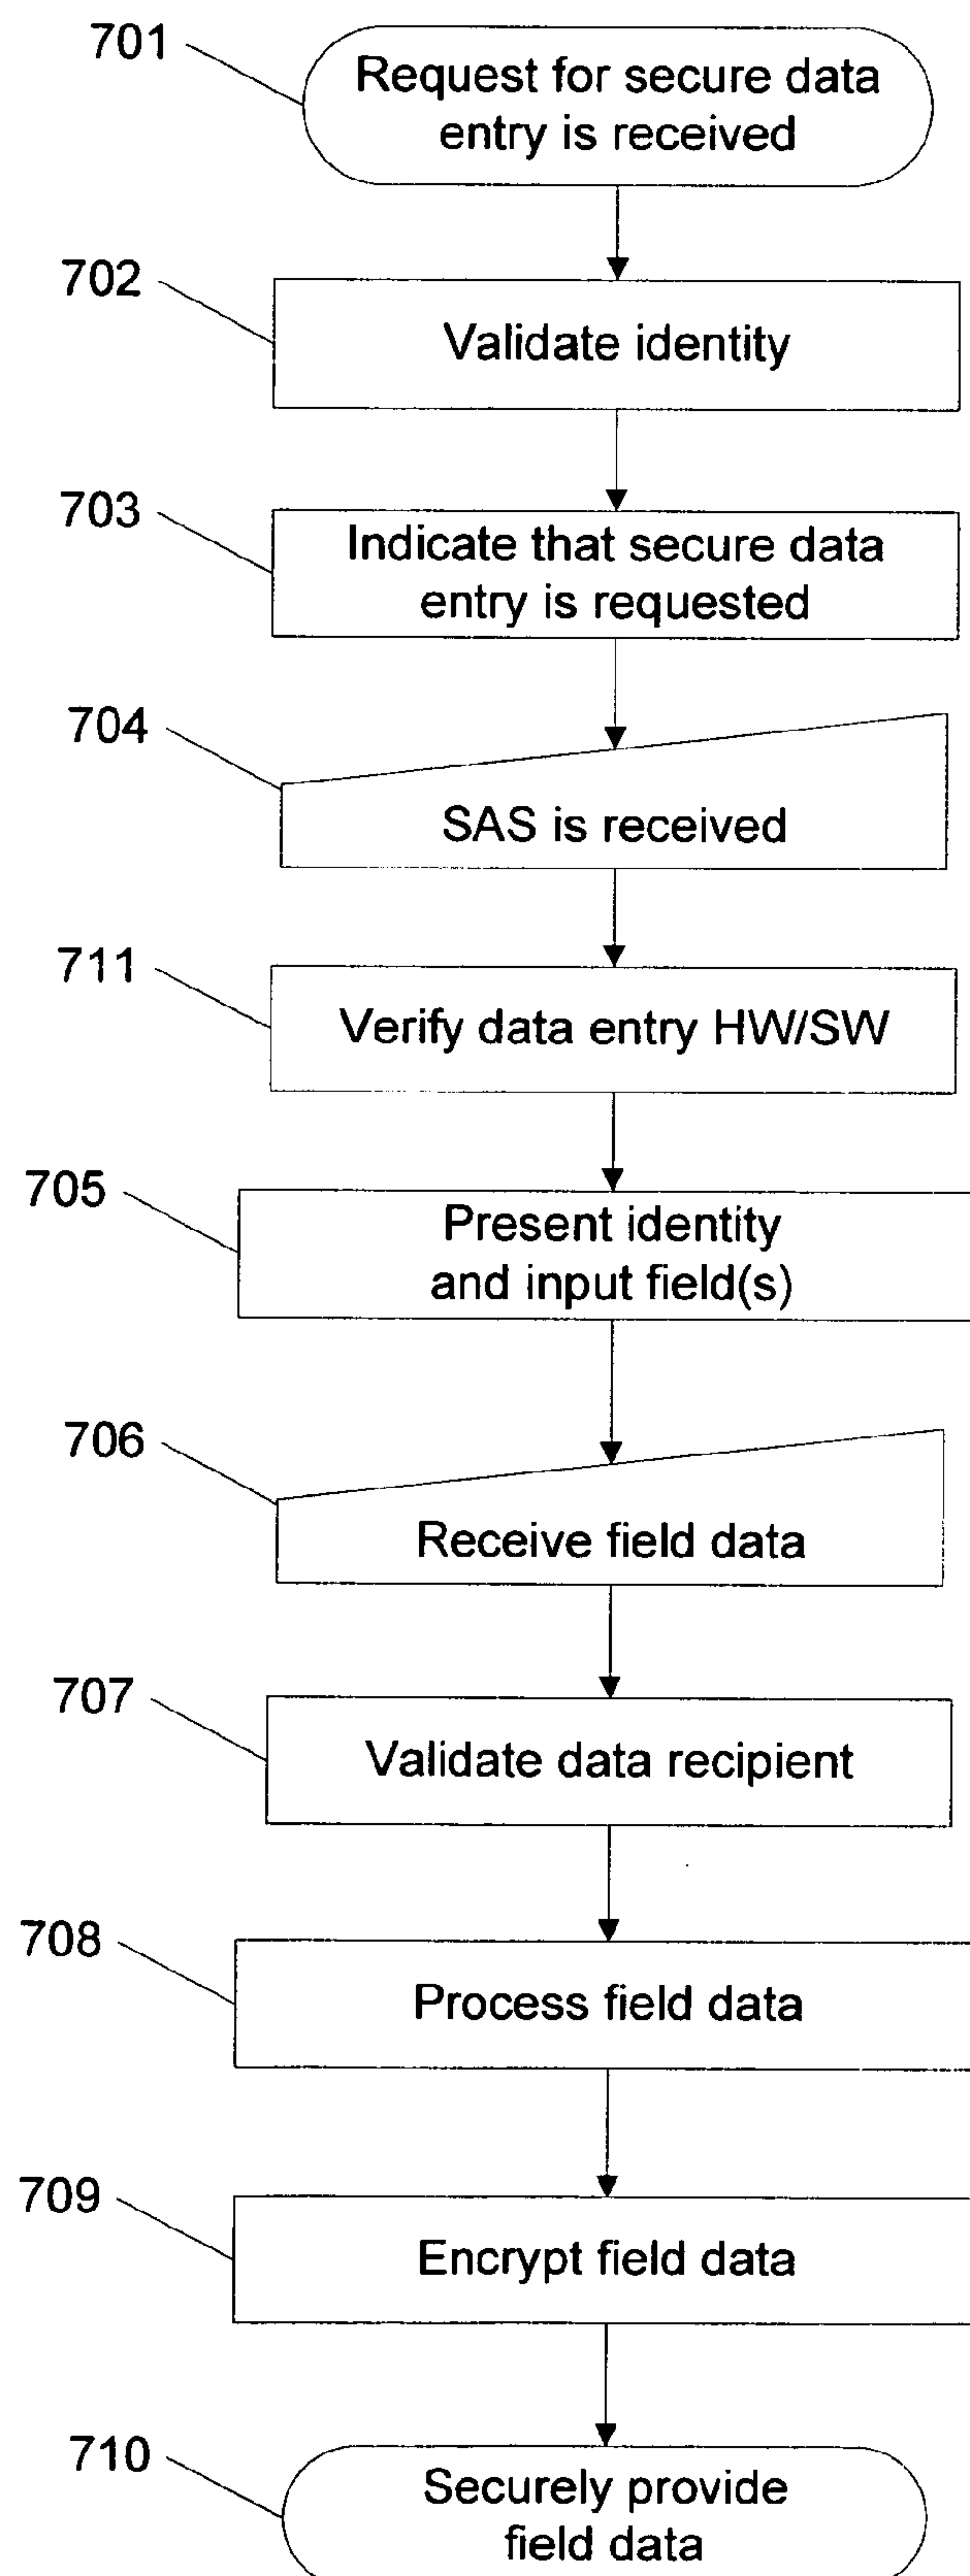 701
Request for secure data
entry is received
702
Validate identity
703
Indicate that secure data
entry is requested
704
SAS is received
711
Verify data entry HW/SW
705
Present identity
and input field(s)
706
Receive field data
707
Validate data recipient
708
Process field data
709
Encrypt field data
710
Securely provide
field data